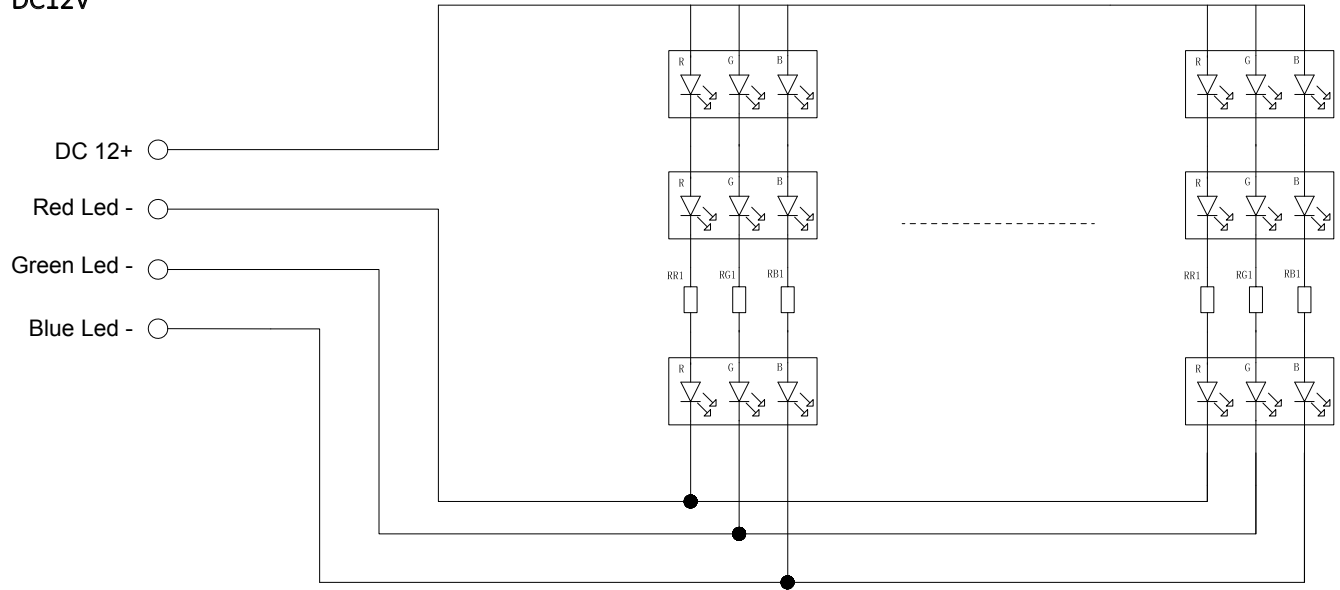 DC12V
R G B R G B
DC 12+
R G B R G B
Red Led -
Green Led -
RR1 RG1 RB1 RR1 RG1 RB1
Blue Led -
R G B R G B